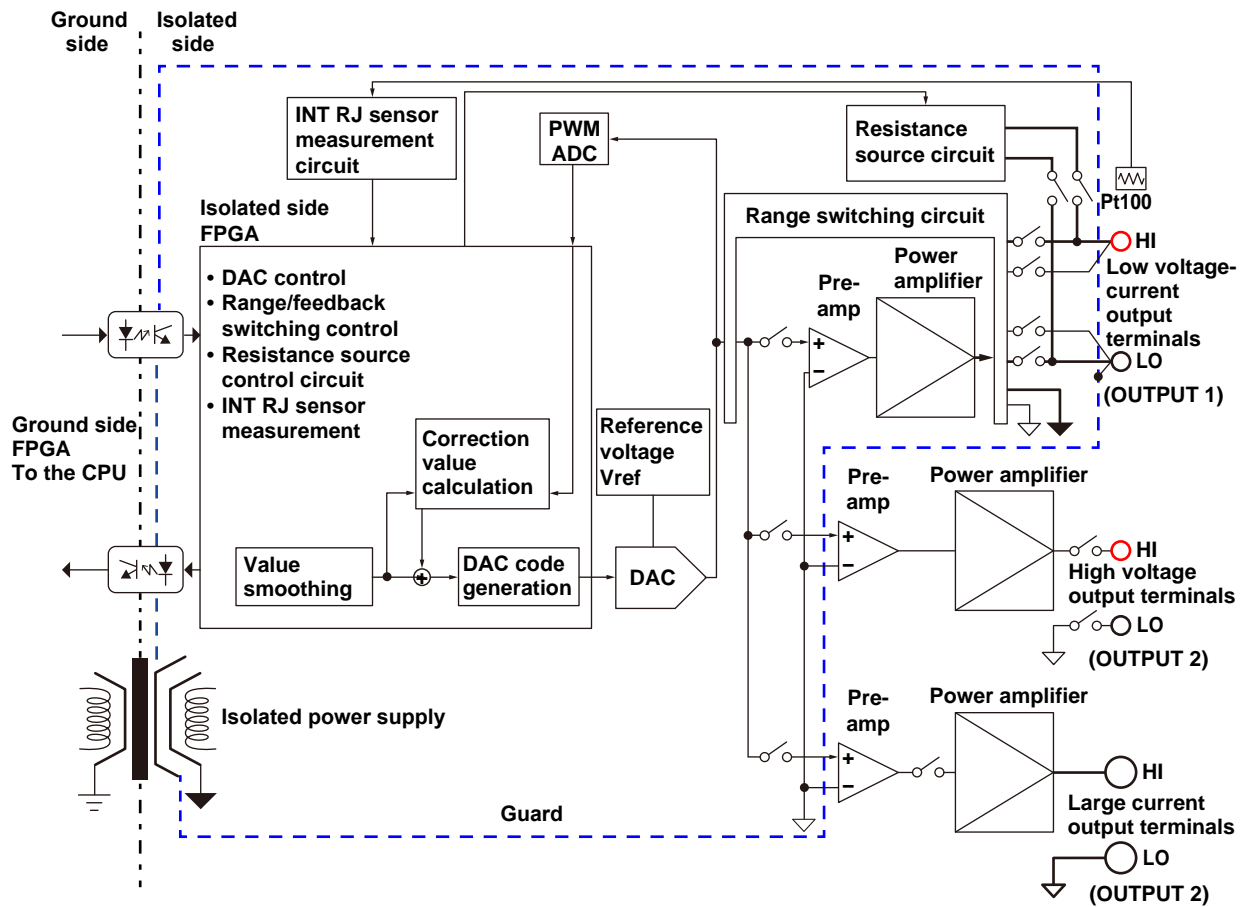 Ground
side
Isolated
side
INT RJ sensor
measurement
circuit
PWM
ADC
Resistance
source circuit
Pt100
Isolated side
FPGA
• DAC control
• Range/feedback
switching control
• Resistance source
control circuit
• INT RJ sensor
measurement
Range switching circuit
Pre-
amp
Power
amplifier
+
−
HI
Low voltage-
current
output
terminals
LO
(OUTPUT 1)
Ground side
FPGA
To the CPU
Correction
value
calculation
Reference
voltage
Vref
Value
smoothing
+
DAC code
generation
DAC
Pre-
amp
Power amplifier
+
−
HI
High voltage
output terminals
LO
(OUTPUT 2)
Isolated power supply
Pre-
amp
Power amplifier
+
−
HI
Large current
output terminals
LO
(OUTPUT 2)
Guard